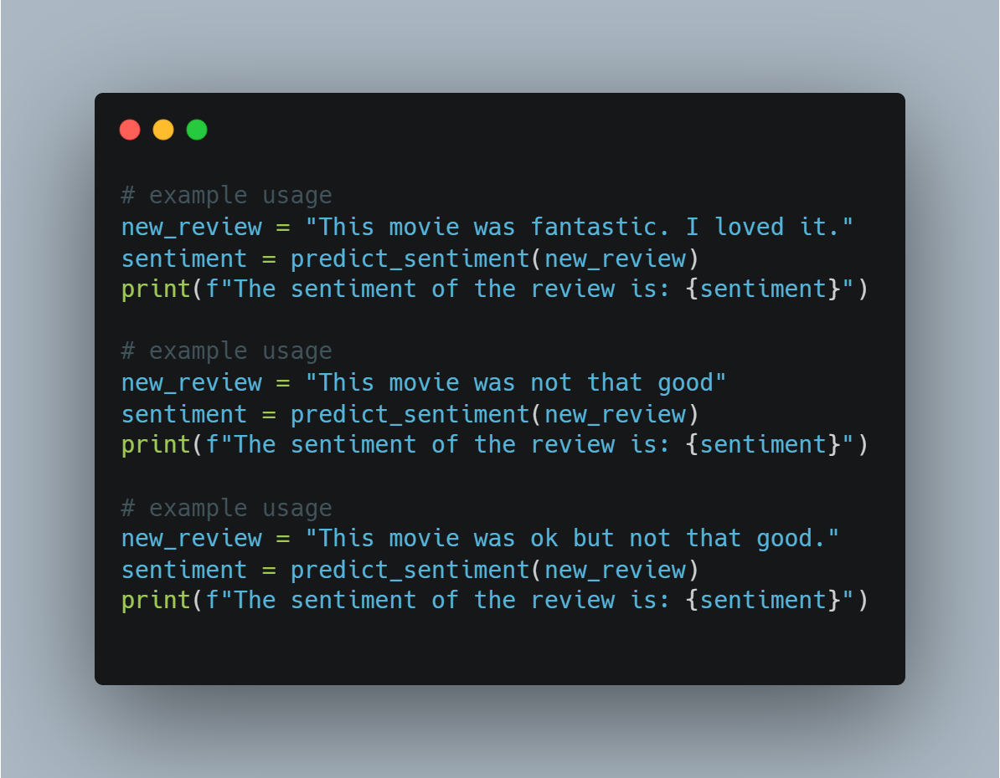 # example usage
new_review = "This movie was fantastic. I loved it."
sentiment = predict_sentiment(new_review)
print(f"The sentiment of the review is: {sentiment}")

# example usage
new_review = "This movie was not that good"
sentiment = predict_sentiment(new_review)
print(f"The sentiment of the review is: {sentiment}")

# example usage
new_review = "This movie was ok but not that good."
sentiment = predict_sentiment(new_review)
print(f"The sentiment of the review is: {sentiment}")